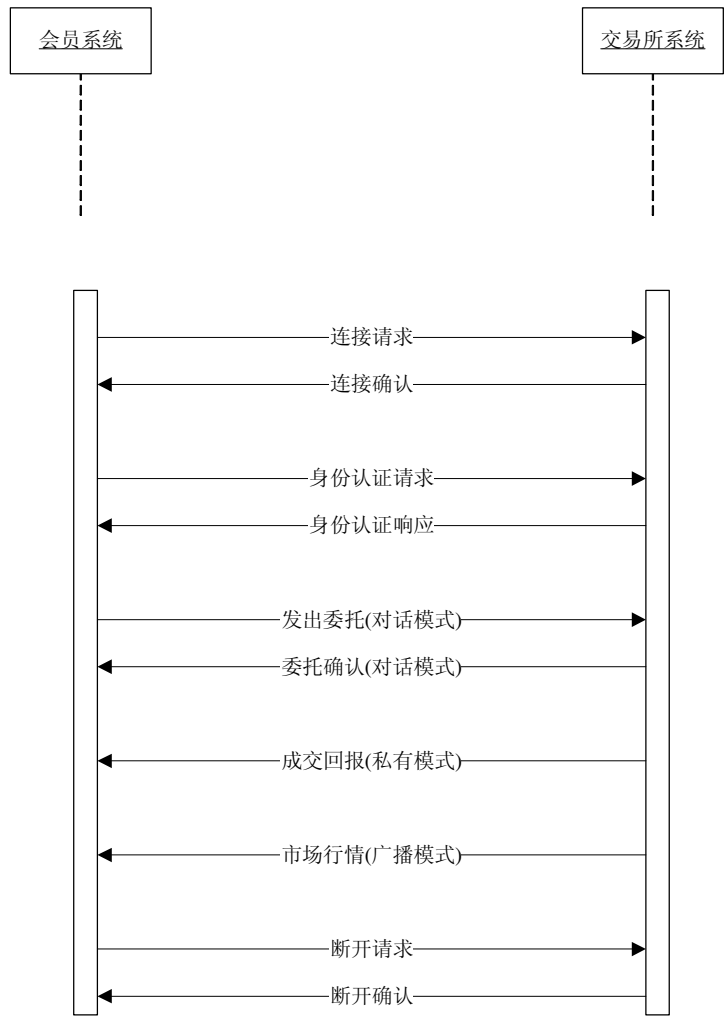 会员系统
交易所系统
连接请求
连接确认
身份认证请求
身份认证响应
发出委托(对话模式)
委托确认(对话模式)
成交回报(私有模式)
市场行情(广播模式)
断开请求
断开确认